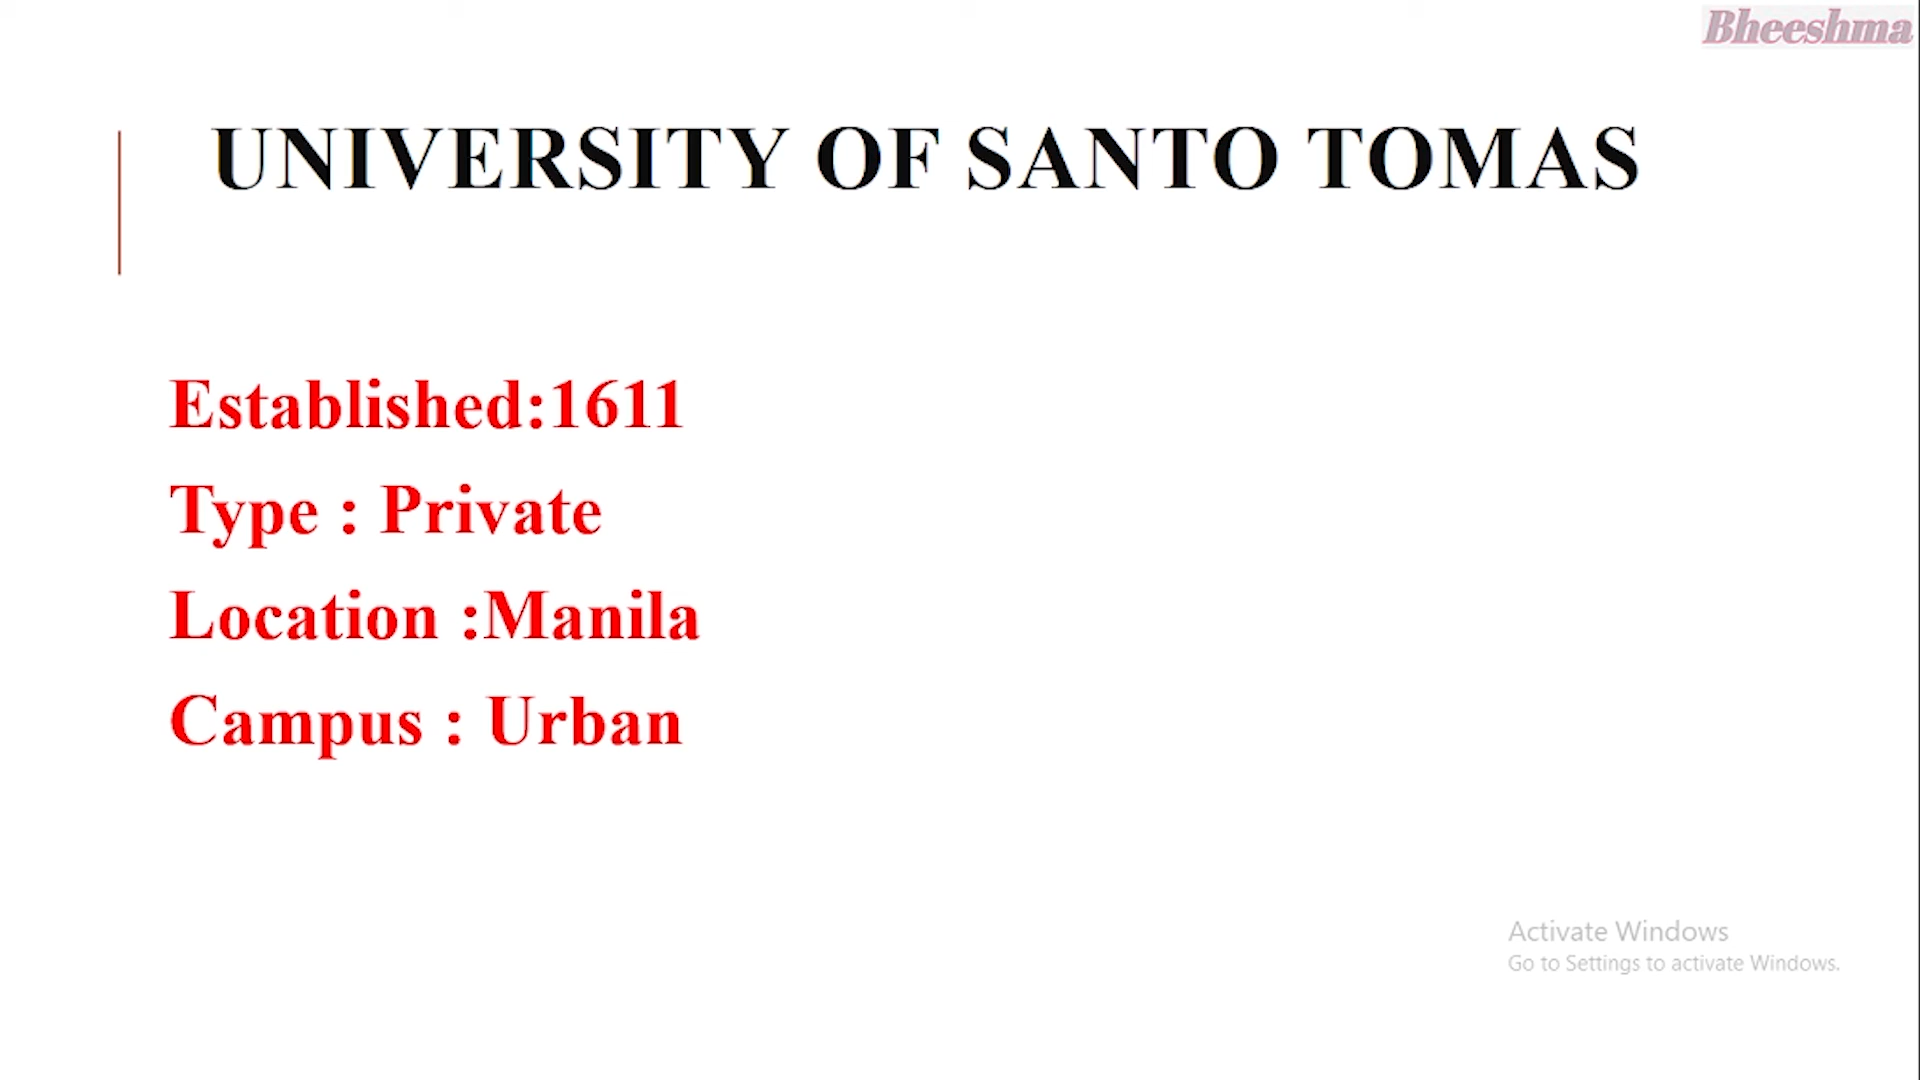 Bheeshma
UNIVERSITY OF SANTO TOMAS
Established:1611
Type : Private
Location :Manila
Campus : Urban
Activate Windows
Go to Settings to activate Windows.